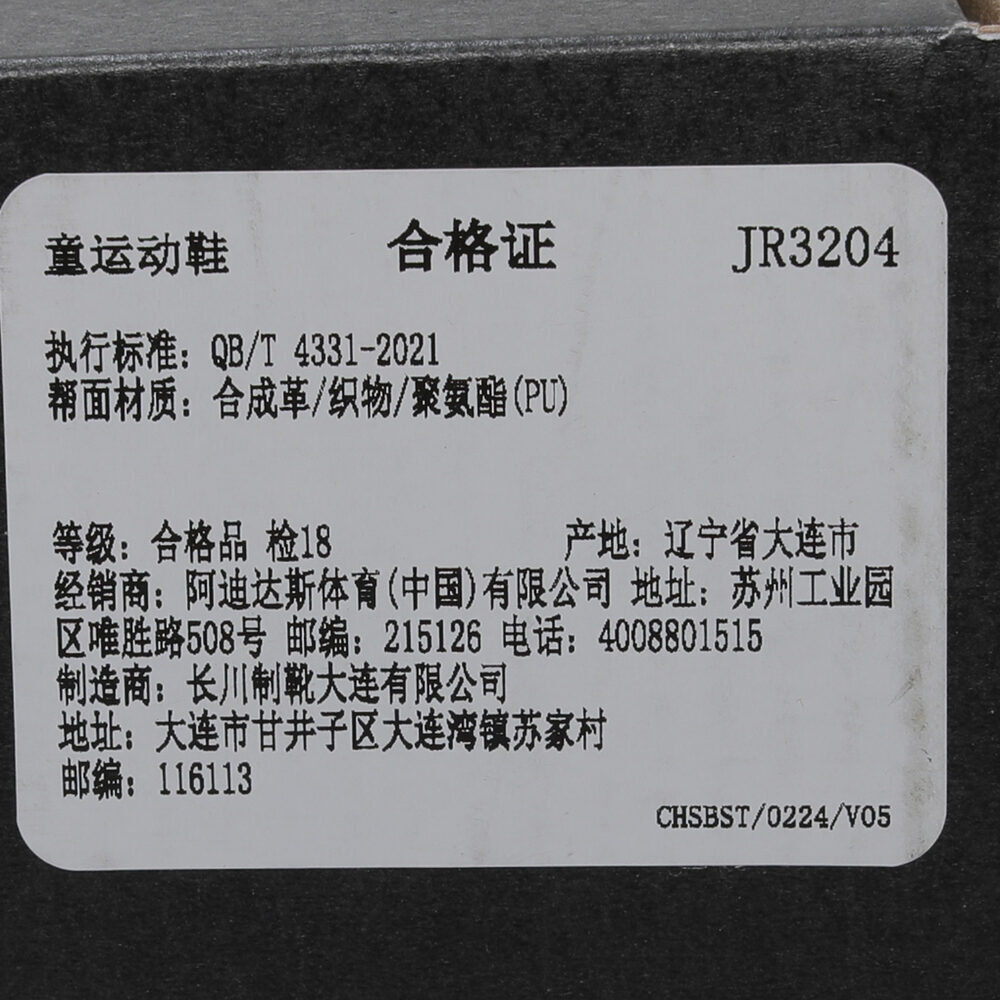 童运动鞋 合格证 JR3204
执行标准: QB/T 4331-2021
帮面材质: 合成革/织物/聚氨酯(PU)
等级: 合格品 检18 产地: 辽宁省大连市
经销商: 阿迪达斯体育(中国)有限公司 地址: 苏州工业园
区唯胜路508号 邮编: 215126 电话: 4008801515
制造商: 长川制靴大连有限公司
地址: 大连市甘井子区大连湾镇苏家村
邮编: 116113
CHSBST/0224/V05